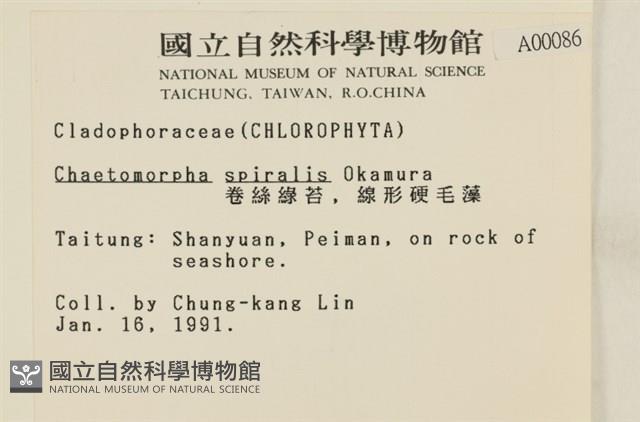 國立自然科學博物館
A00086
NATIONAL MUSEUM OF NATURAL SCIENCE
TAICHUNG, TAIWAN, R.O.CHINA
Cladophoraceae(CHLOROPHYTA)
Chaetomorpha spiralis Okamura
卷絲綠苔, 線形硬毛藻
Taitung: Shanyuan, Peiman, on rock of
seashore.
Coll. by Chung-kang Lin
Jan. 16, 1991.
國立自然科學博物館
NATIONAL MUSEUM OF NATURAL SCIENCE